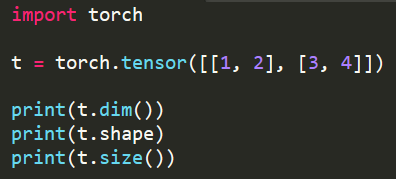 import torch
t = torch.tensor([[1, 2], [3, 4]])
print(t.dim())
print(t.shape)
print(t.size())